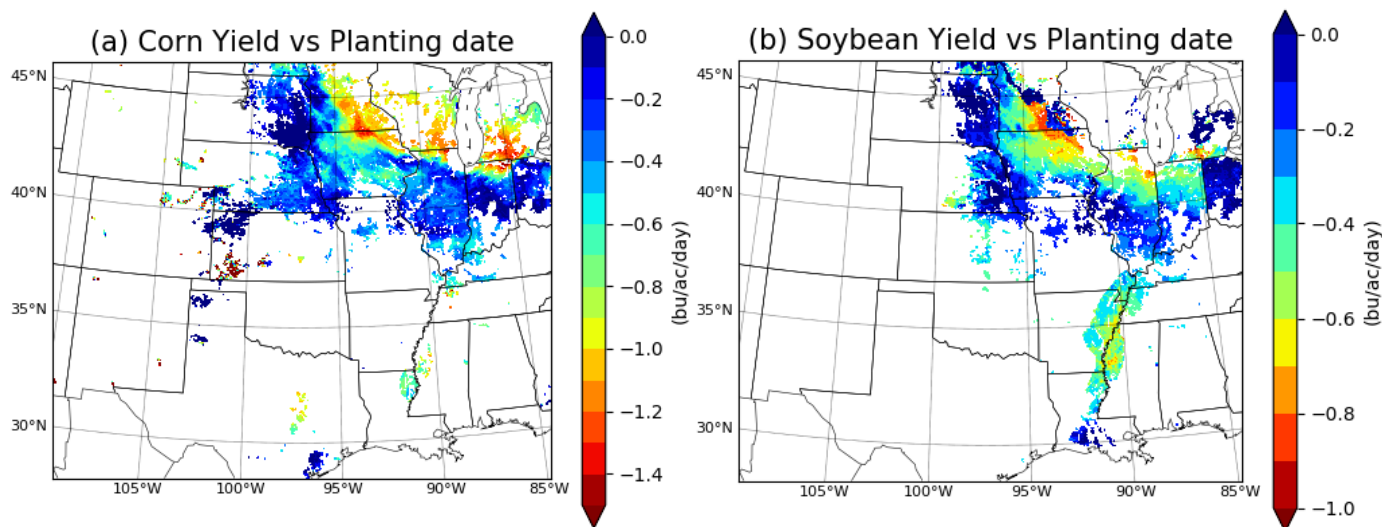 (a) Corn Yield vs Planting date
45°N
40°N
35°N
30°N
105°W 100°W 95°W 90°W 85°W
0.0
−0.2
−0.4
−0.6
−0.8
−1.0
−1.2
−1.4
(bu/ac/day)
(b) Soybean Yield vs Planting date
45°N
40°N
35°N
30°N
105°W 100°W 95°W 90°W 85°W
0.0
−0.2
−0.4
−0.6
−0.8
−1.0
(bu/ac/day)